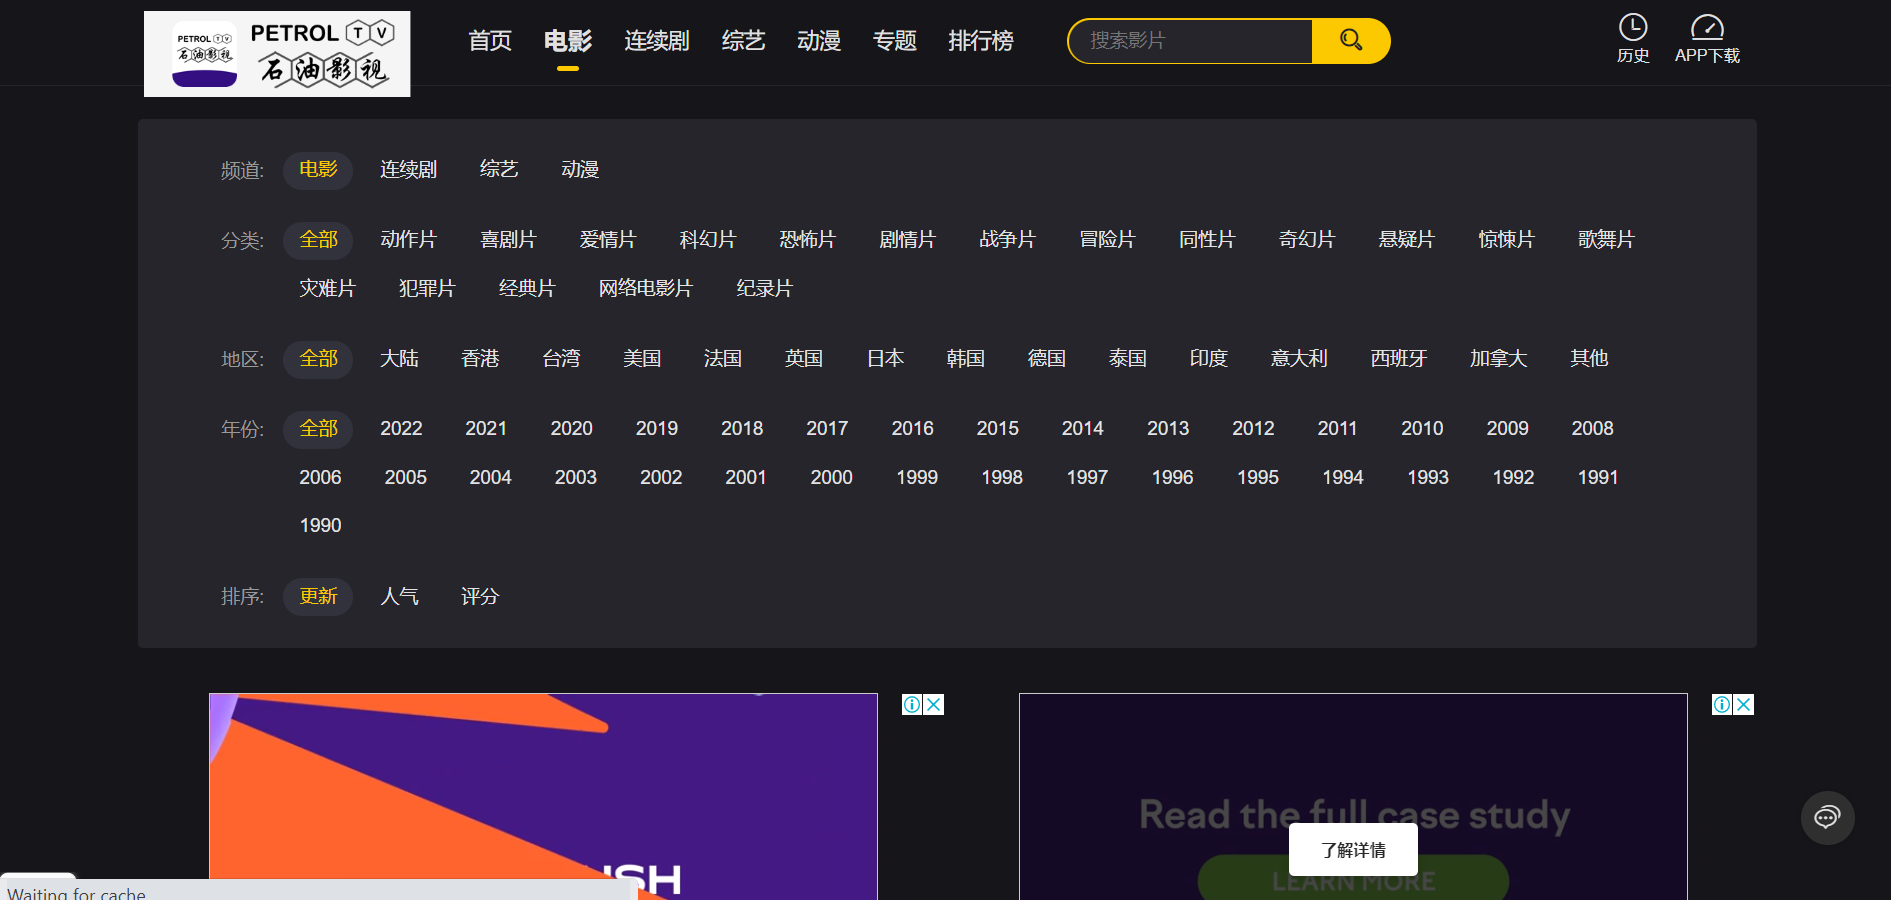 PETROL TV
石油影视
PETROL TV
石油影视
首页 电影 连续剧 综艺 动漫 专题 排行榜
搜索影片
历史 APP下载
频道: 电影 连续剧 综艺 动漫
分类: 全部 动作片 喜剧片 爱情片 科幻片 恐怖片 剧情片 战争片 冒险片 同性片 奇幻片 悬疑片 惊悚片 歌舞片
灾难片 犯罪片 经典片 网络电影片 纪录片
地区: 全部 大陆 香港 台湾 美国 法国 英国 日本 韩国 德国 泰国 印度 意大利 西班牙 加拿大 其他
年份: 全部 2022 2021 2020 2019 2018 2017 2016 2015 2014 2013 2012 2011 2010 2009 2008
2006 2005 2004 2003 2002 2001 2000 1999 1998 1997 1996 1995 1994 1993 1992 1991
1990
排序: 更新 人气 评分
Read the full case study
了解详情
LEARN MORE
Waiting for cache